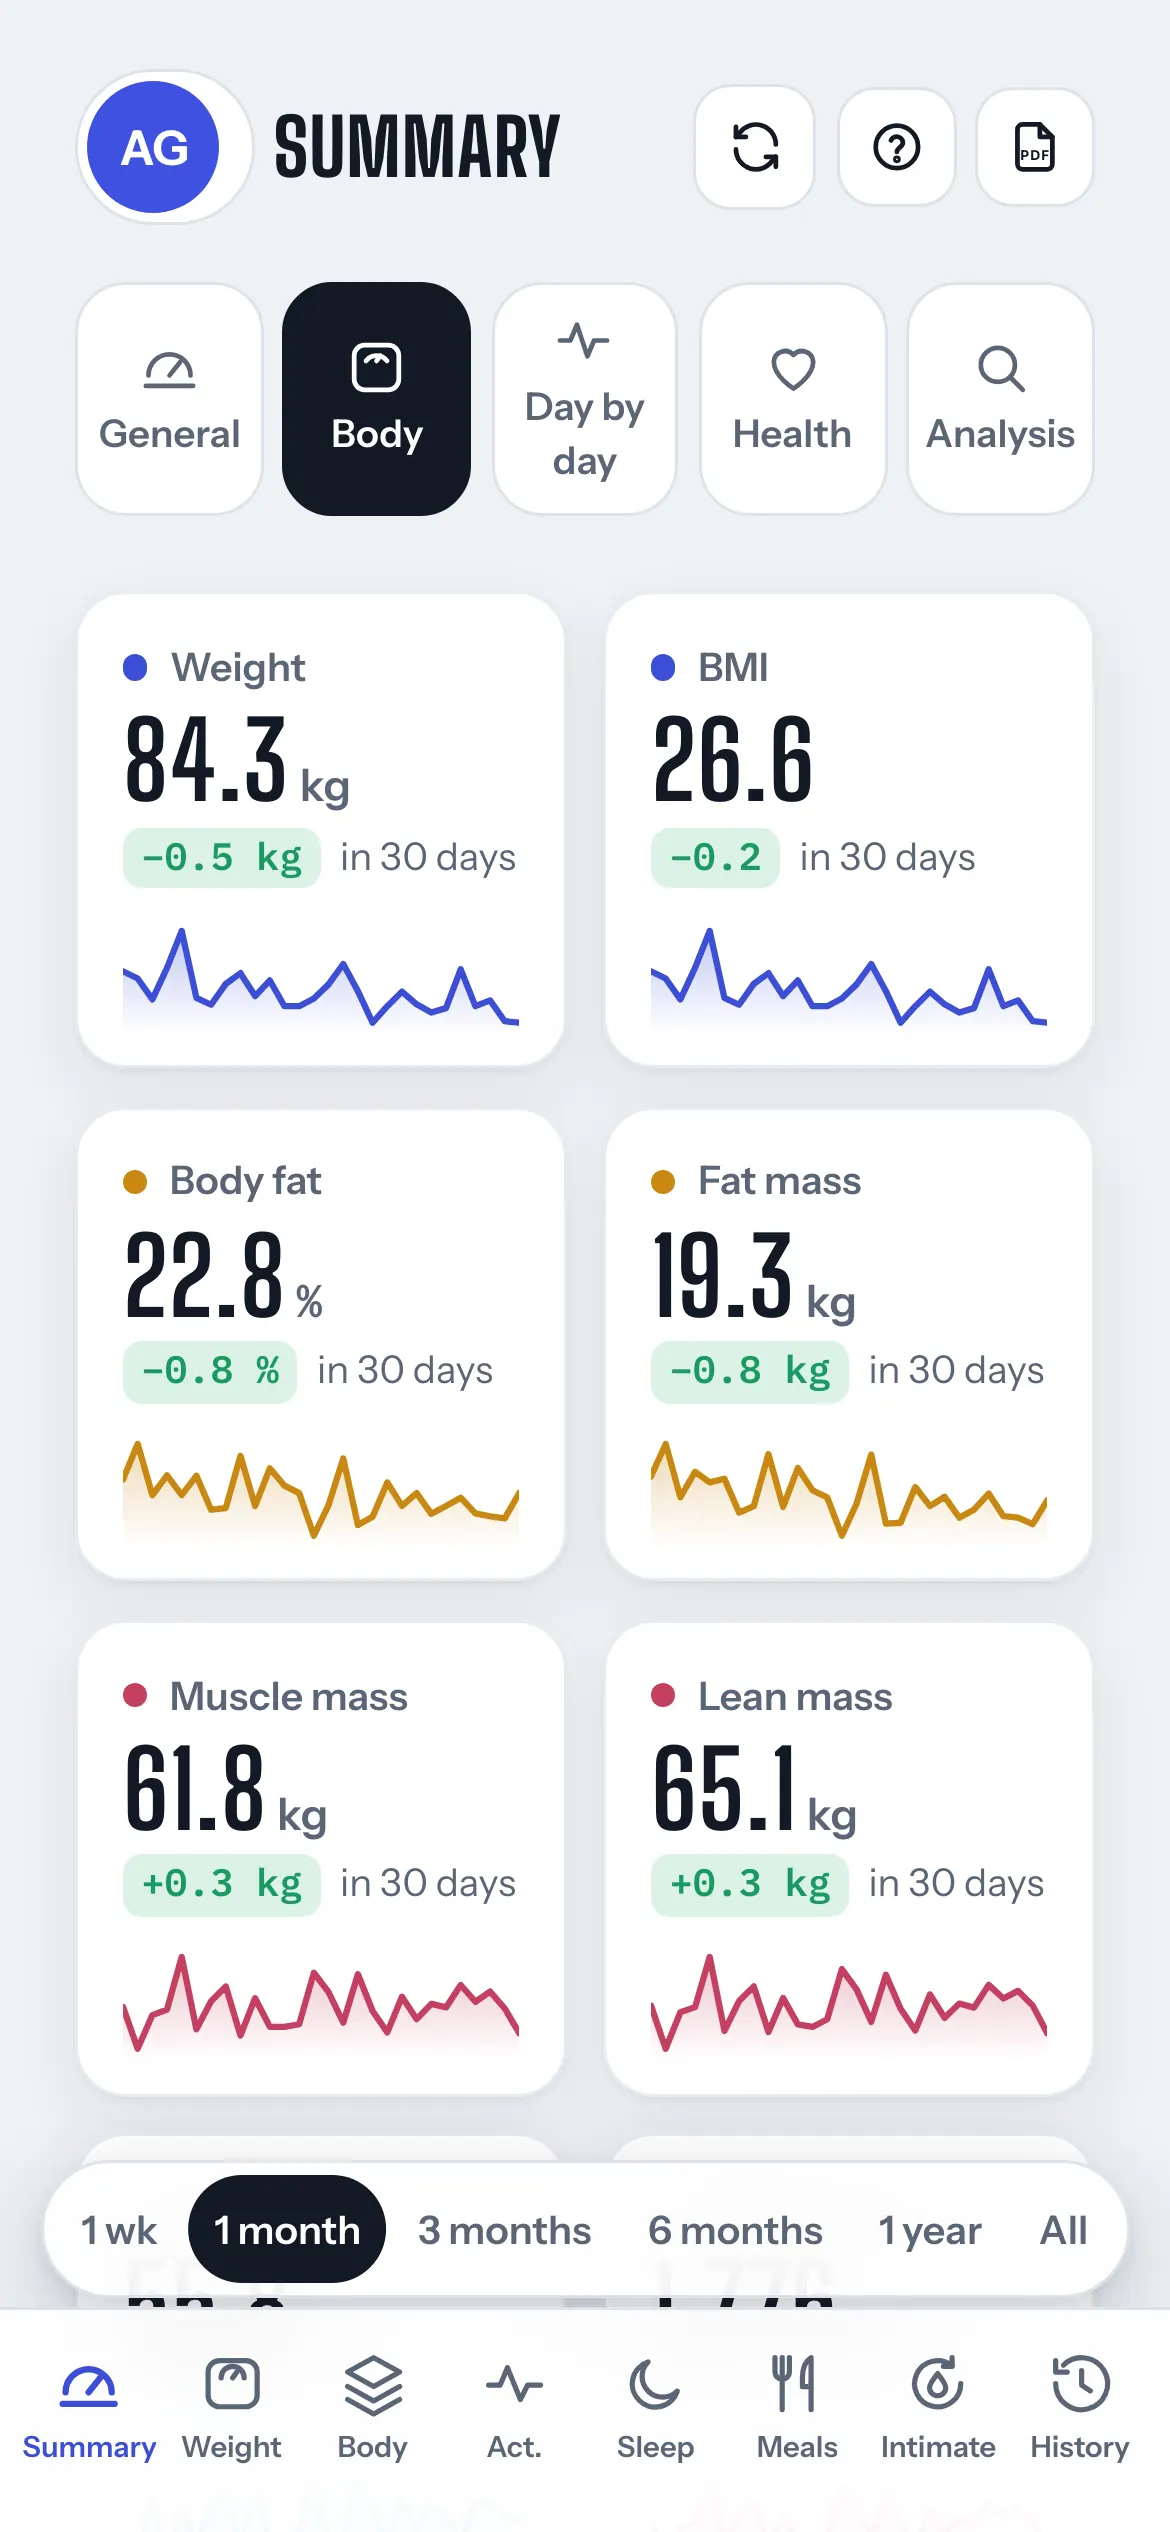 AG SUMMARY PDF
General Body Day by day Health Analysis
Weight
84.3 kg
−0.5 kg in 30 days
BMI
26.6
−0.2 in 30 days
Body fat
22.8 %
−0.8 % in 30 days
Fat mass
19.3 kg
−0.8 kg in 30 days
Muscle mass
61.8 kg
+0.3 kg in 30 days
Lean mass
65.1 kg
+0.3 kg in 30 days
1 wk 1 month 3 months 6 months 1 year All
Summary Weight Body Act. Sleep Meals Intimate History